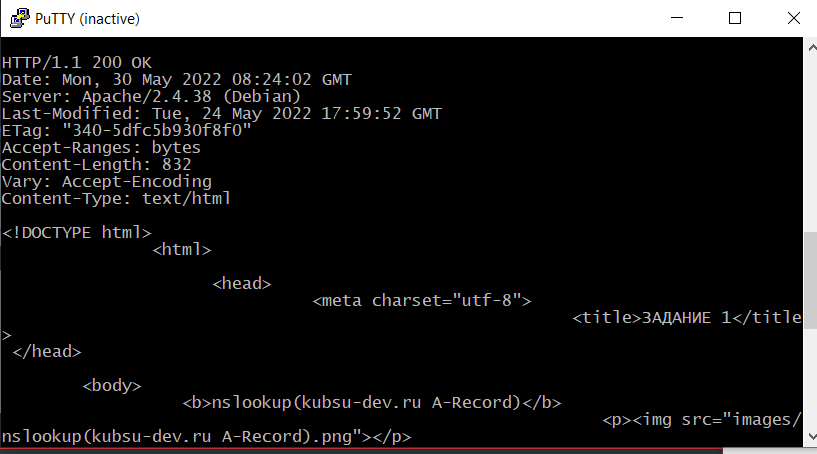 PuTTY (inactive)
HTTP/1.1 200 OK
Date: Mon, 30 May 2022 08:24:02 GMT
Server: Apache/2.4.38 (Debian)
Last-Modified: Tue, 24 May 2022 17:59:52 GMT
ETag: "340-5dfc5b930f8f0"
Accept-Ranges: bytes
Content-Length: 832
Vary: Accept-Encoding
Content-Type: text/html
<!DOCTYPE html>
<html>
<head>
<meta charset="utf-8">
<title>ЗАДАНИЕ 1</title
>
</head>
<body>
<b>nslookup(kubsu-dev.ru A-Record)</b>
<p><img src="images/
nslookup(kubsu-dev.ru A-Record).png"></p>